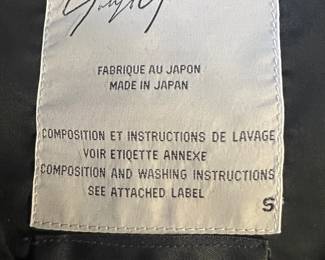 FABRIQUE AU JAPON
MADE IN JAPAN
COMPOSITION ET INSTRUCTIONS DE LAVAGE
VOIR ETIQETTE ANNEXE
COMPOSITION AND WASHING INSTRUCTIONS
SEE ATTACHED LABEL
S